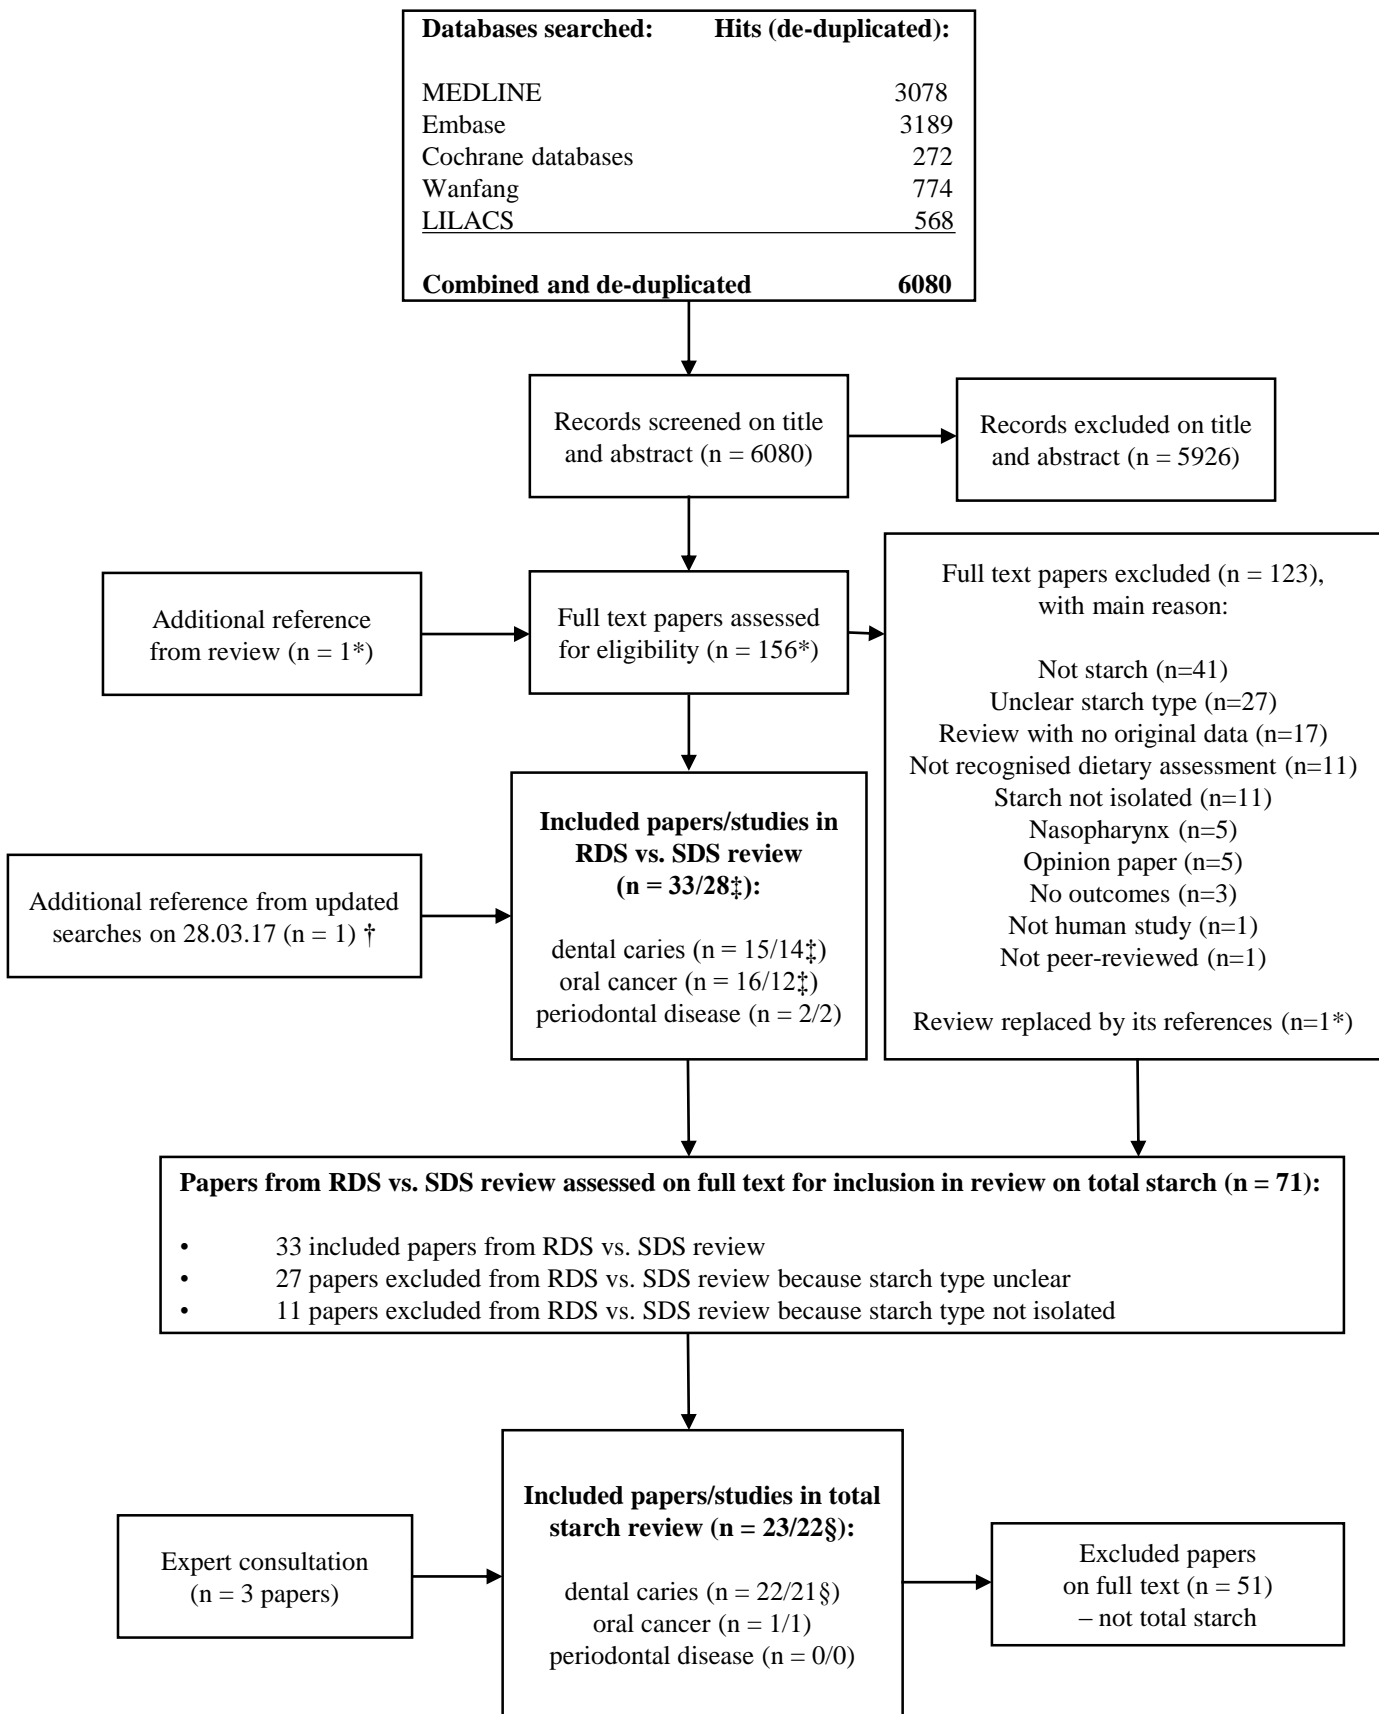 Databases searched: Hits (de-duplicated):
MEDLINE 3078
Embase 3189
Cochrane databases 272
Wanfang 774
LILACS 568
Combined and de-duplicated 6080
Records screened on title
and abstract (n = 6080)
Records excluded on title
and abstract (n = 5926)
Additional reference
from review (n = 1*)
Full text papers assessed
for eligibility (n = 156*)
Full text papers excluded (n = 123),
with main reason:
Not starch (n=41)
Unclear starch type (n=27)
Review with no original data (n=17)
Not recognised dietary assessment (n=11)
Starch not isolated (n=11)
Nasopharynx (n=5)
Opinion paper (n=5)
No outcomes (n=3)
Not human study (n=1)
Not peer-reviewed (n=1)
Review replaced by its references (n=1*)
Additional reference from updated
searches on 28.03.17 (n = 1) †
Included papers/studies in
RDS vs. SDS review
(n = 33/28‡):
dental caries (n = 15/14‡)
oral cancer (n = 16/12‡)
periodontal disease (n = 2/2)
Papers from RDS vs. SDS review assessed on full text for inclusion in review on total starch (n = 71):
• 33 included papers from RDS vs. SDS review
• 27 papers excluded from RDS vs. SDS review because starch type unclear
• 11 papers excluded from RDS vs. SDS review because starch type not isolated
Expert consultation
(n = 3 papers)
Included papers/studies in total
starch review (n = 23/22§):
dental caries (n = 22/21§)
oral cancer (n = 1/1)
periodontal disease (n = 0/0)
Excluded papers
on full text (n = 51)
– not total starch